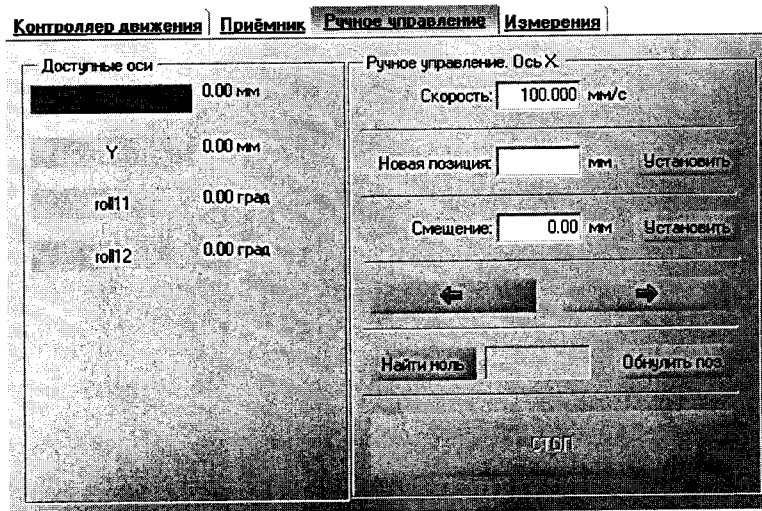 Контроллер движения Приёмник Ручное управление Измерения
Доступные оси
0.00 мм
Y 0.00 мм
roll11 0.00 град
roll12 0.00 град
Ручное управление. Ось X
Скорость: 100.000 мм/с
Новая позиция: мм Установить
Смещение: 0.00 мм Установить
Найти ноль Обнулить поз
СТОП